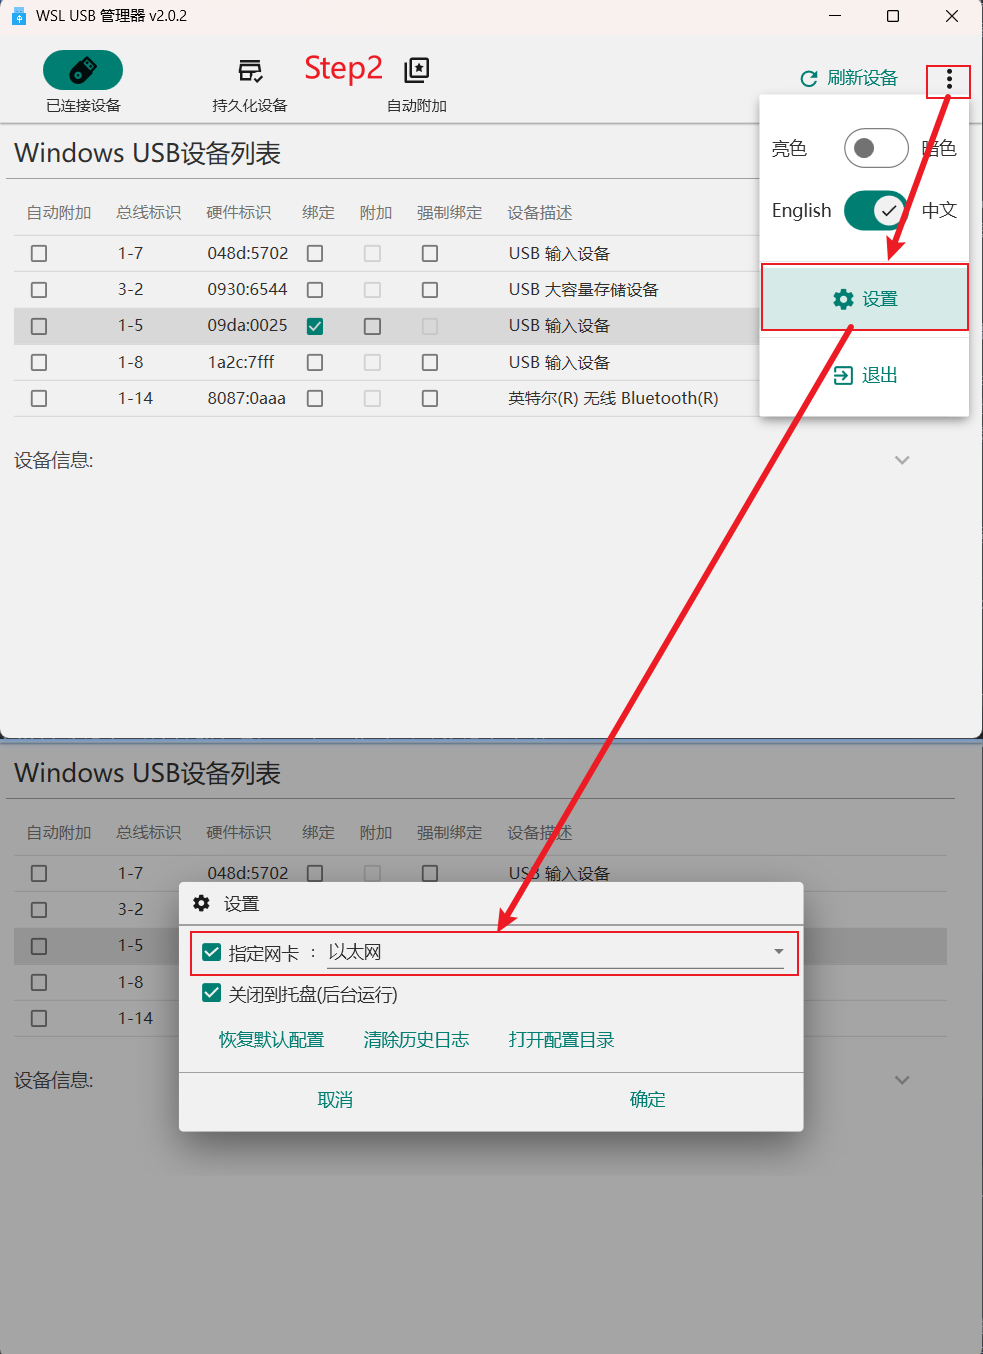 WSL USB 管理器 v2.0.2
已连接设备
持久化设备
Step2
自动附加
刷新设备
Windows USB设备列表
亮色 暗色
English 中文
设置
退出
自动附加 总线标识 硬件标识 绑定 附加 强制绑定 设备描述
1-7 048d:5702 USB 输入设备
3-2 0930:6544 USB 大容量存储设备
1-5 09da:0025 USB 输入设备
1-8 1a2c:7fff USB 输入设备
1-14 8087:0aaa 英特尔(R) 无线 Bluetooth(R)
设备信息:
Windows USB设备列表
自动附加 总线标识 硬件标识 绑定 附加 强制绑定 设备描述
1-7 048d:5702 USB 输入设备
3-2
1-5
1-8
1-14
设备信息:
设置
指定网卡 : 以太网
关闭到托盘(后台运行)
恢复默认配置 清除历史日志 打开配置目录
取消 确定